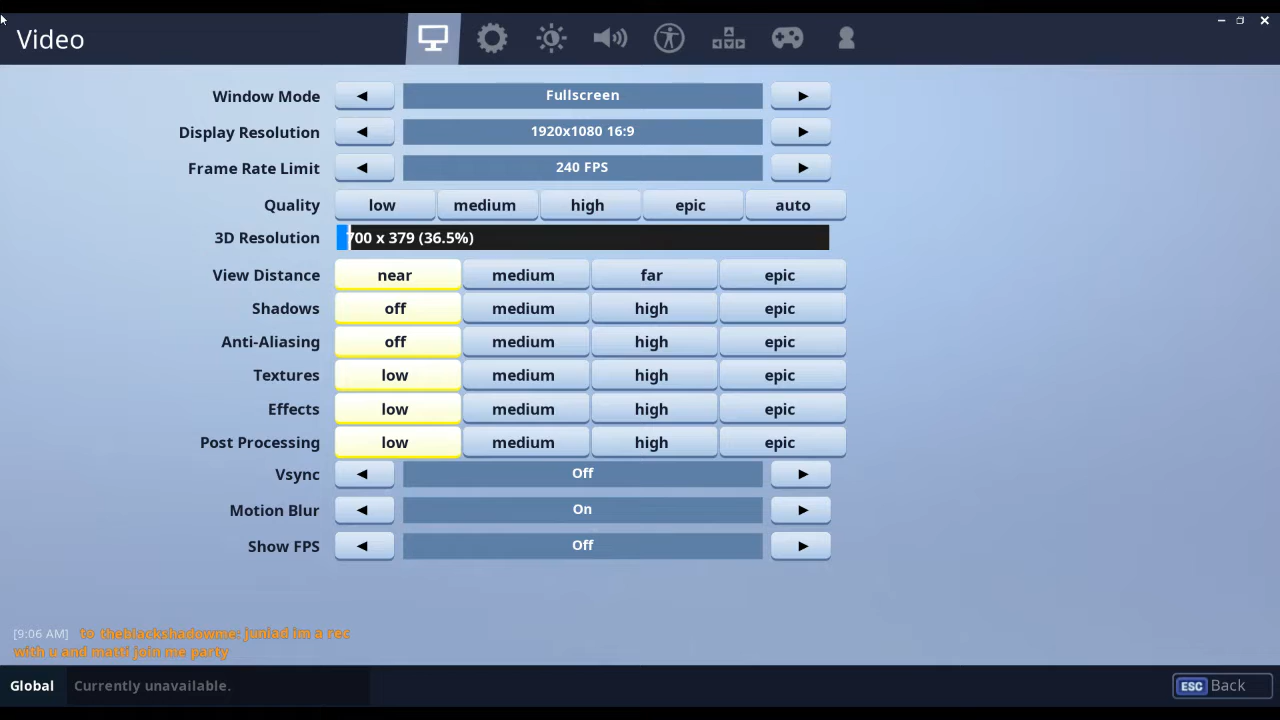 Video
Window Mode Fullscreen
Display Resolution 1920x1080 16:9
Frame Rate Limit 240 FPS
Quality low medium high epic auto
3D Resolution 700 x 379 (36.5%)
View Distance near medium far epic
Shadows off medium high epic
Anti-Aliasing off medium high epic
Textures low medium high epic
Effects low medium high epic
Post Processing low medium high epic
Vsync Off
Motion Blur On
Show FPS Off
[9:06 AM] to theblackshadowme: juniad im a rec
with u and matti join me party
Global Currently unavailable. ESC Back